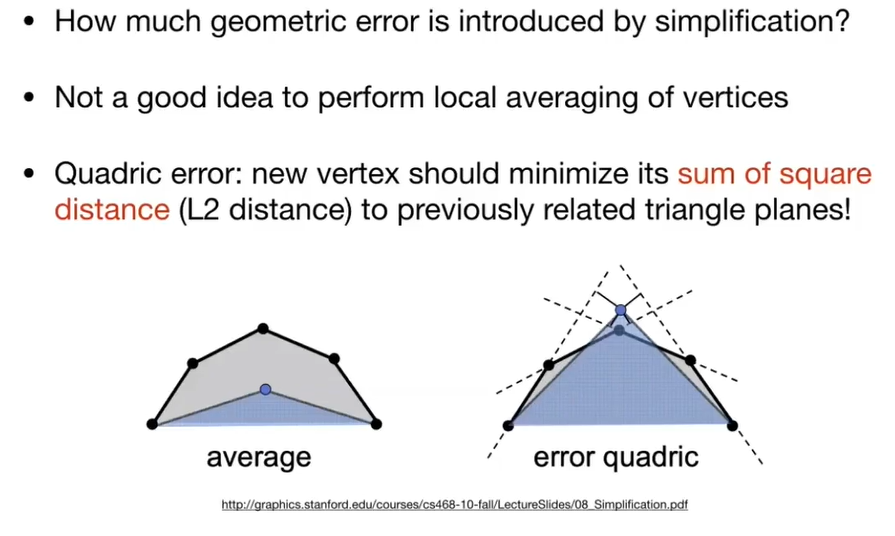 • How much geometric error is introduced by simplification?
• Not a good idea to perform local averaging of vertices
• Quadric error: new vertex should minimize its sum of square
distance (L2 distance) to previously related triangle planes!
average
error quadric
http://graphics.stanford.edu/courses/cs468-10-fall/LectureSlides/08_Simplification.pdf